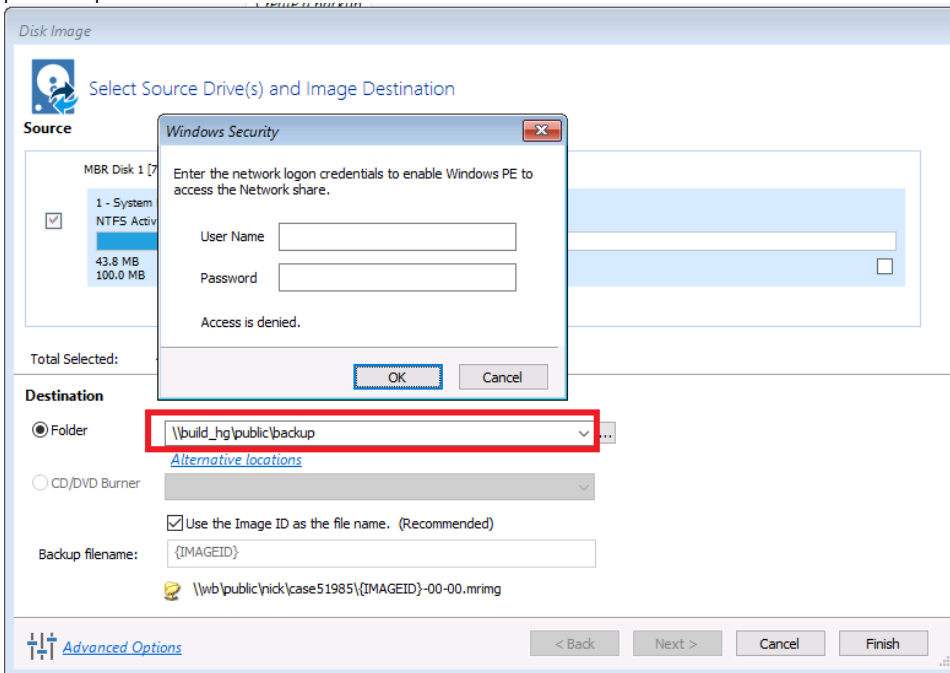 Create a backup
Disk Image
Select Source Drive(s) and Image Destination
Source
Windows Security
MBR Disk 1 [7
Enter the network logon credentials to enable Windows PE to
access the Network share.
1 - System
NTFS Activ
User Name
43.8 MB
100.0 MB
Password
Access is denied.
Total Selected:
OK Cancel
Destination
Folder
\\build_hg\public\backup
...
Alternative locations
CD/DVD Burner
Use the Image ID as the file name. (Recommended)
Backup filename:
{IMAGEID}
\\wb\public\nick\case51985\{IMAGEID}-00-00.mrimg
Advanced Options
< Back Next > Cancel Finish